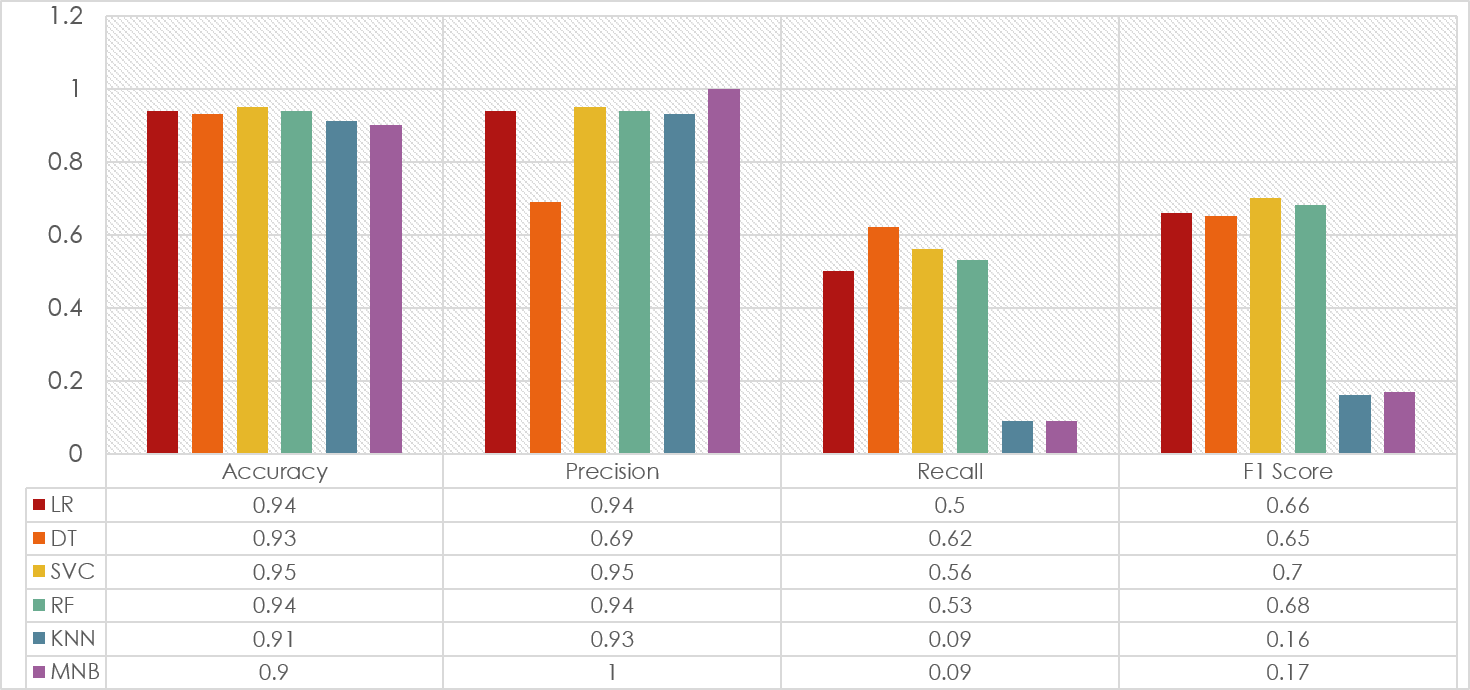 1.2
1
0.8
0.6
0.4
0.2
0
Accuracy Precision Recall F1 Score
LR 0.94 0.94 0.5 0.66
DT 0.93 0.69 0.62 0.65
SVC 0.95 0.95 0.56 0.7
RF 0.94 0.94 0.53 0.68
KNN 0.91 0.93 0.09 0.16
MNB 0.9 1 0.09 0.17